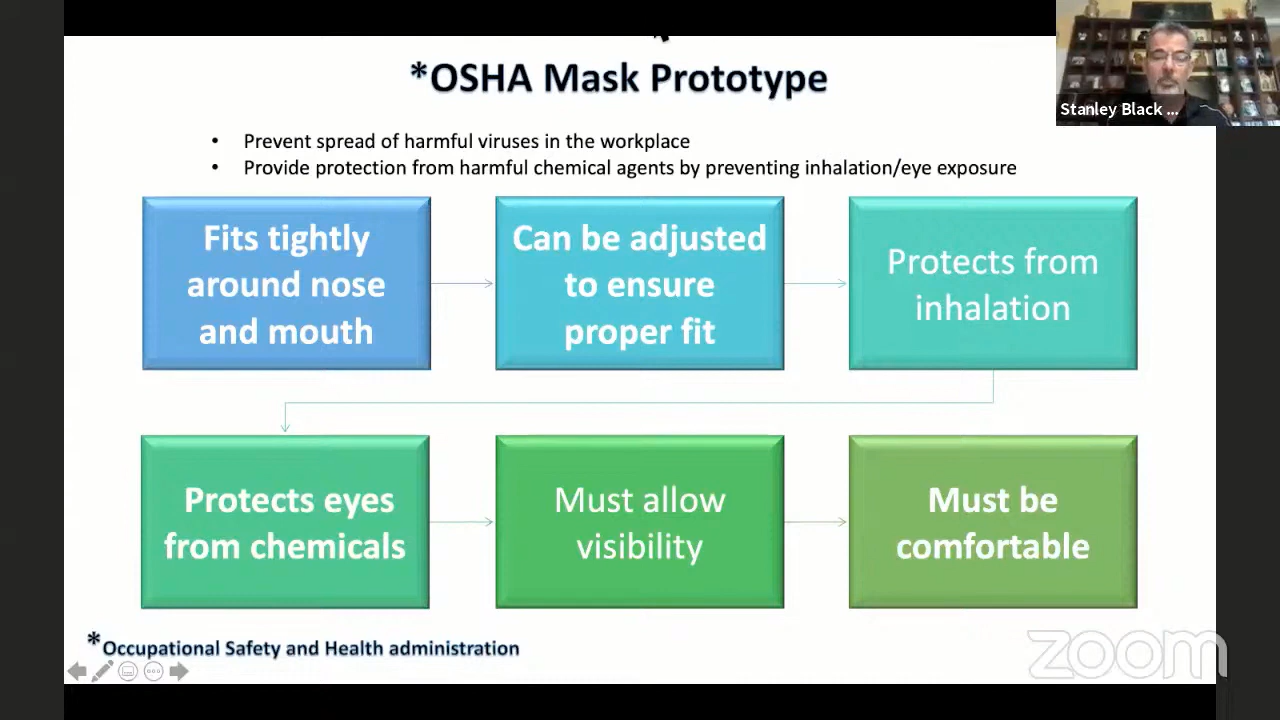 *OSHA Mask Prototype
Stanley Black ...
• Prevent spread of harmful viruses in the workplace
• Provide protection from harmful chemical agents by preventing inhalation/eye exposure
Fits tightly
around nose
and mouth
Can be adjusted
to ensure
proper fit
Protects from
inhalation
Protects eyes
from chemicals
Must allow
visibility
Must be
comfortable
*Occupational Safety and Health administration
zoom